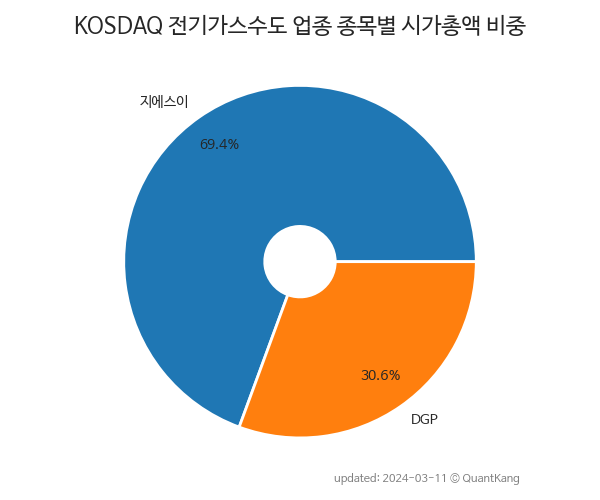 KOSDAQ 전기가스수도 업종 종목별 시가총액 비중
지에스이
69.4%
30.6%
DGP
updated: 2024-03-11 © QuantKang